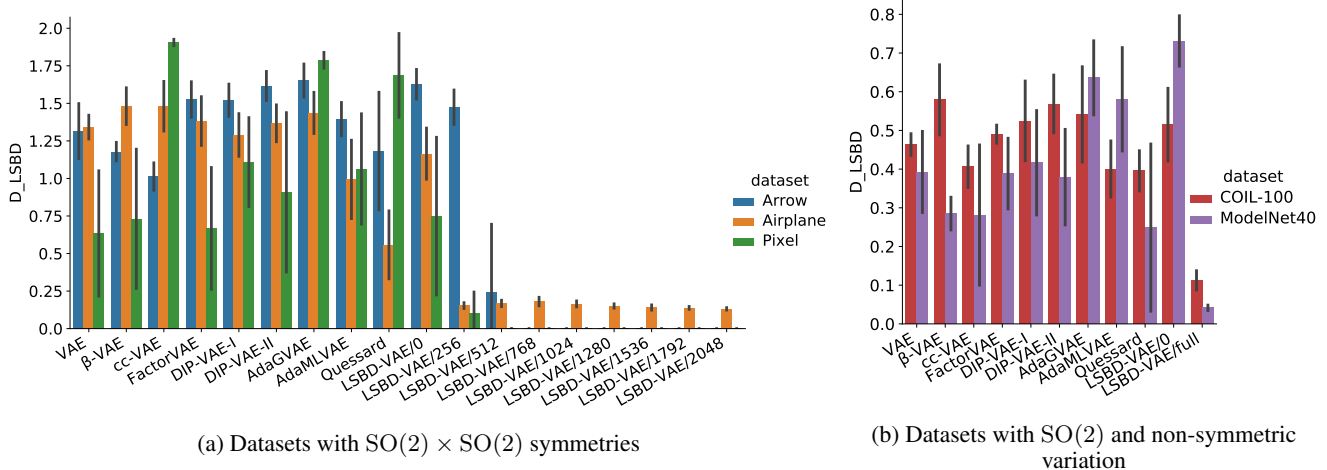 2.0
1.75
1.5
1.25
1.0
0.75
0.5
0.25
0.0
D_LSBD
dataset
Arrow
Airplane
Pixel
VAE
β-VAE
cc-VAE
FactorVAE
DIP-VAE-I
DIP-VAE-II
AdaGVAE
AdaMLVAE
Quessard
LSBD-VAE/0
LSBD-VAE/256
LSBD-VAE/512
LSBD-VAE/768
LSBD-VAE/1024
LSBD-VAE/1280
LSBD-VAE/1536
LSBD-VAE/1792
LSBD-VAE/2048
(a) Datasets with SO(2) × SO(2) symmetries
0.8
0.7
0.6
0.5
0.4
0.3
0.2
0.1
0.0
D_LSBD
dataset
COIL-100
ModelNet40
VAE
β-VAE
cc-VAE
FactorVAE
DIP-VAE-I
DIP-VAE-II
AdaGVAE
AdaMLVAE
Quessard
LSBD-VAE/0
LSBD-VAE/full
(b) Datasets with SO(2) and non-symmetric
variation